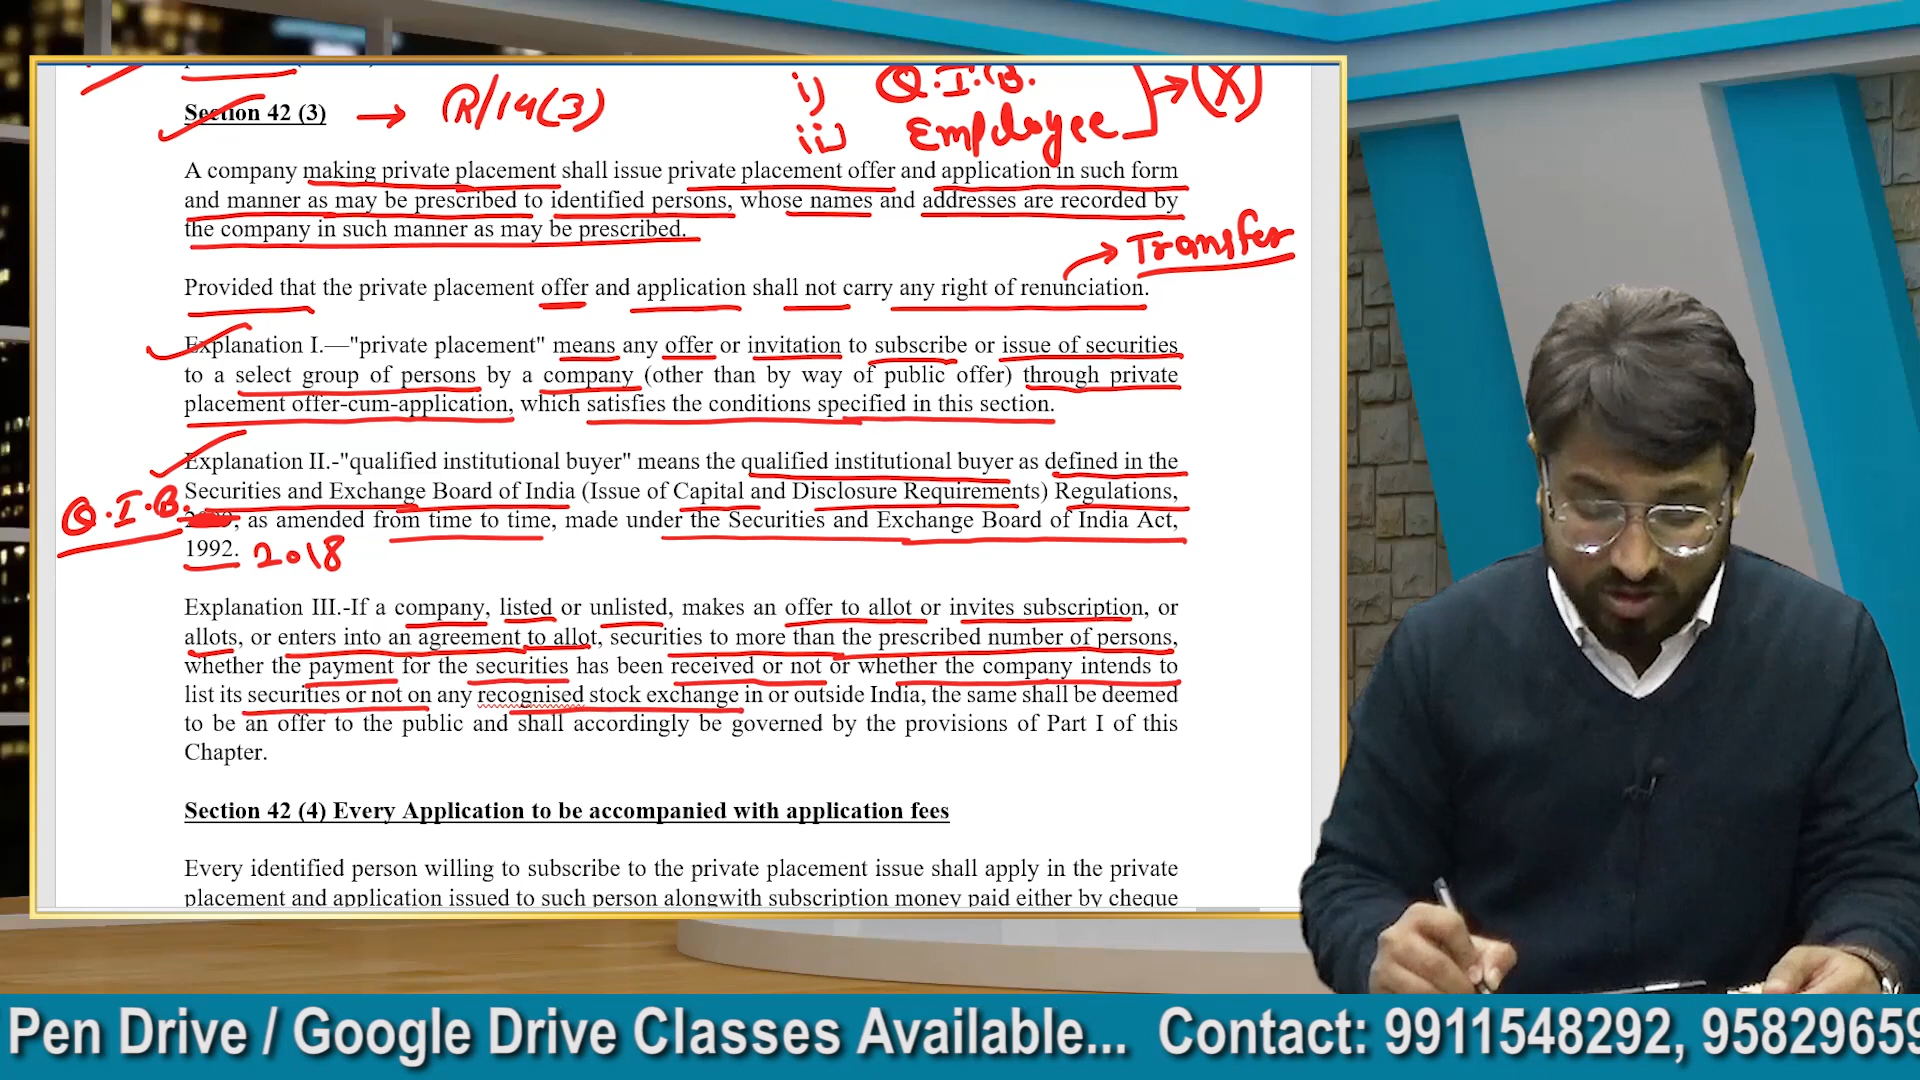 Section 42 (3) → R/14(3)
i) Q.I.B.
ii) Employee → (X)
A company making private placement shall issue private placement offer and application in such form
and manner as may be prescribed to identified persons, whose names and addresses are recorded by
the company in such manner as may be prescribed.
→ Transfer
Provided that the private placement offer and application shall not carry any right of renunciation.
Explanation I.—"private placement" means any offer or invitation to subscribe or issue of securities
to a select group of persons by a company (other than by way of public offer) through private
placement offer-cum-application, which satisfies the conditions specified in this section.
Explanation II.-"qualified institutional buyer" means the qualified institutional buyer as defined in the
Q.I.B. Securities and Exchange Board of India (Issue of Capital and Disclosure Requirements) Regulations,
as amended from time to time, made under the Securities and Exchange Board of India Act,
1992. 2018
Explanation III.-If a company, listed or unlisted, makes an offer to allot or invites subscription, or
allots, or enters into an agreement to allot, securities to more than the prescribed number of persons,
whether the payment for the securities has been received or not or whether the company intends to
list its securities or not on any recognised stock exchange in or outside India, the same shall be deemed
to be an offer to the public and shall accordingly be governed by the provisions of Part I of this
Chapter.
Section 42 (4) Every Application to be accompanied with application fees
Every identified person willing to subscribe to the private placement issue shall apply in the private
placement and application issued to such person alongwith subscription money paid either by cheque
Pen Drive / Google Drive Classes Available... Contact: 9911548292, 9582965